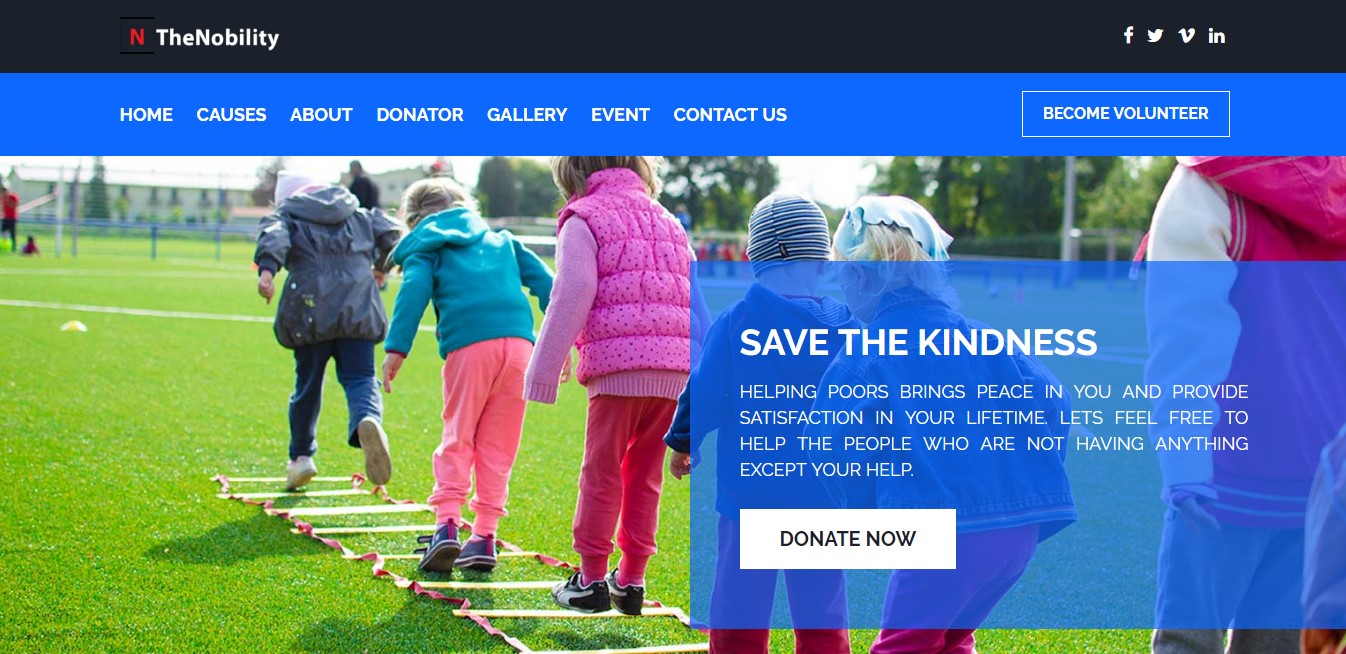 N TheNobility
HOME CAUSES ABOUT DONATOR GALLERY EVENT CONTACT US
BECOME VOLUNTEER
SAVE THE KINDNESS
HELPING POORS BRINGS PEACE IN YOU AND PROVIDE
SATISFACTION IN YOUR LIFETIME. LETS FEEL FREE TO
HELP THE PEOPLE WHO ARE NOT HAVING ANYTHING
EXCEPT YOUR HELP.
DONATE NOW